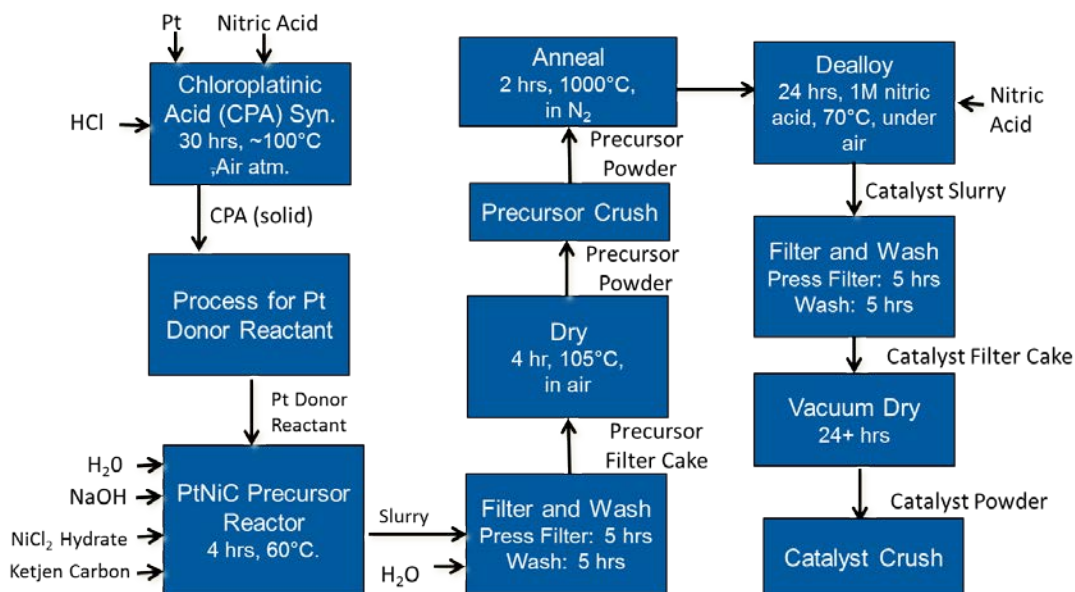 Pt
Nitric Acid
HCl
Chloroplatinic
Acid (CPA) Syn.
30 hrs, ~100°C
,Air atm.
CPA (solid)
Process for Pt
Donor Reactant
Pt Donor
Reactant
H₂0
NaOH
NiCl₂ Hydrate
Ketjen Carbon
PtNiC Precursor
Reactor
4 hrs, 60°C.
Slurry
H₂O
Filter and Wash
Press Filter: 5 hrs
Wash: 5 hrs
Precursor
Filter Cake
Dry
4 hr, 105°C,
in air
Precursor
Powder
Precursor Crush
Precursor
Powder
Anneal
2 hrs, 1000°C,
in N₂
Dealloy
24 hrs, 1M nitric
acid, 70°C, under
air
Nitric
Acid
Catalyst Slurry
Filter and Wash
Press Filter: 5 hrs
Wash: 5 hrs
Catalyst Filter Cake
Vacuum Dry
24+ hrs
Catalyst Powder
Catalyst Crush